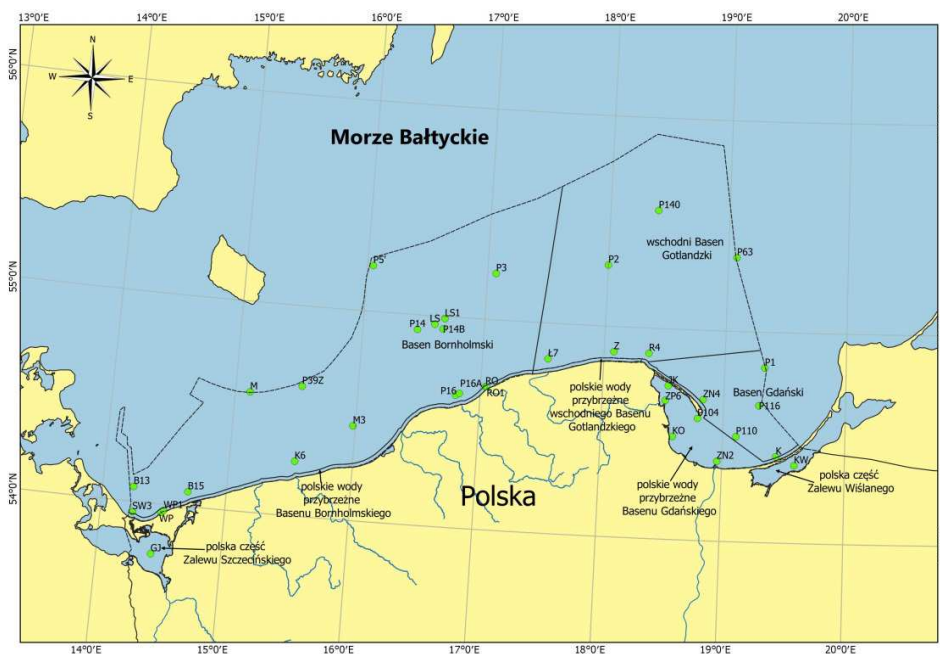 13°0'E 14°0'E 15°0'E 16°0'E 17°0'E 18°0'E 19°0'E 20°0'E
56°0'N
N
W E
S
Morze Bałtyckie
P140
wschodni Basen
Gotlandzki
P5'
P3
P2
P63
55°0'N
LS LS1
P14 P14B
Basen Bornholmski
Ł7
Z
R4
P1
M
P39Z
P16
P16A
RO
RO1
polskie wody
przybrzeżne
wschodniego Basenu
Gotlandzkiego
JK
ZP6
ZN4
Basen Gdański
P104
P116
M3
KO
P110
K6
ZN2
K
KW
54°0'N
B13
B15
SW3
WP1
WP
polskie wody
przybrzeżne
Basenu Bornholmskiego
Polska
polskie wody
przybrzeżne
Basenu Gdańskiego
polska część
Zalewu Wiślanego
GJ
polska część
Zalewu Szczecińskiego
14°0'E 15°0'E 16°0'E 17°0'E 18°0'E 19°0'E 20°0'E